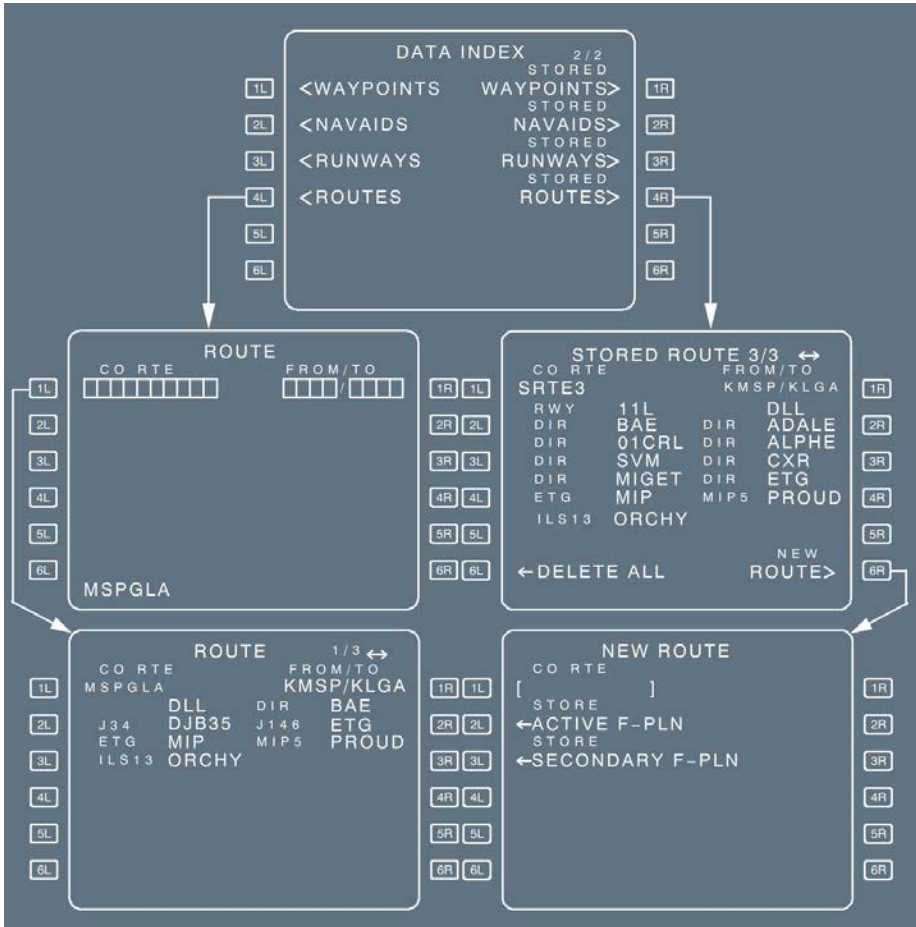 DATA INDEX 2/2
STORED
1L <WAYPOINTS WAYPOINTS> 1R
STORED
2L <NAVAIDS NAVAIDS> 2R
STORED
3L <RUNWAYS RUNWAYS> 3R
STORED
4L <ROUTES ROUTES> 4R
5L 5R
6L 6R
ROUTE
CO RTE FROM/TO
1L / 1R
2L 2R
3L 3R
4L 4R
5L 5R
6L 6R
MSPGLA
STORED ROUTE 3/3 ↔
CO RTE FROM/TO
1L SRTE3 KMSP/KLGA 1R
RWY 11L DLL
2L DIR BAE DIR ADALE 2R
DIR 01CRL DIR ALPHE
3L DIR SVM DIR CXR 3R
DIR MIGET DIR ETG
4L ETG MIP MIP5 PROUD 4R
ILS13 ORCHY
5L 5R
NEW
6L ←DELETE ALL ROUTE> 6R
ROUTE 1/3 ↔
CO RTE FROM/TO
1L MSPGLA KMSP/KLGA 1R
DLL DIR BAE
2L J34 DJB35 J146 ETG 2R
ETG MIP MIP5 PROUD
3L ILS13 ORCHY 3R
4L 4R
5L 5R
6L 6R
NEW ROUTE
CO RTE
1L [ ] 1R
STORE
2L ←ACTIVE F-PLN 2R
STORE
3L ←SECONDARY F-PLN 3R
4L 4R
5L 5R
6L 6R